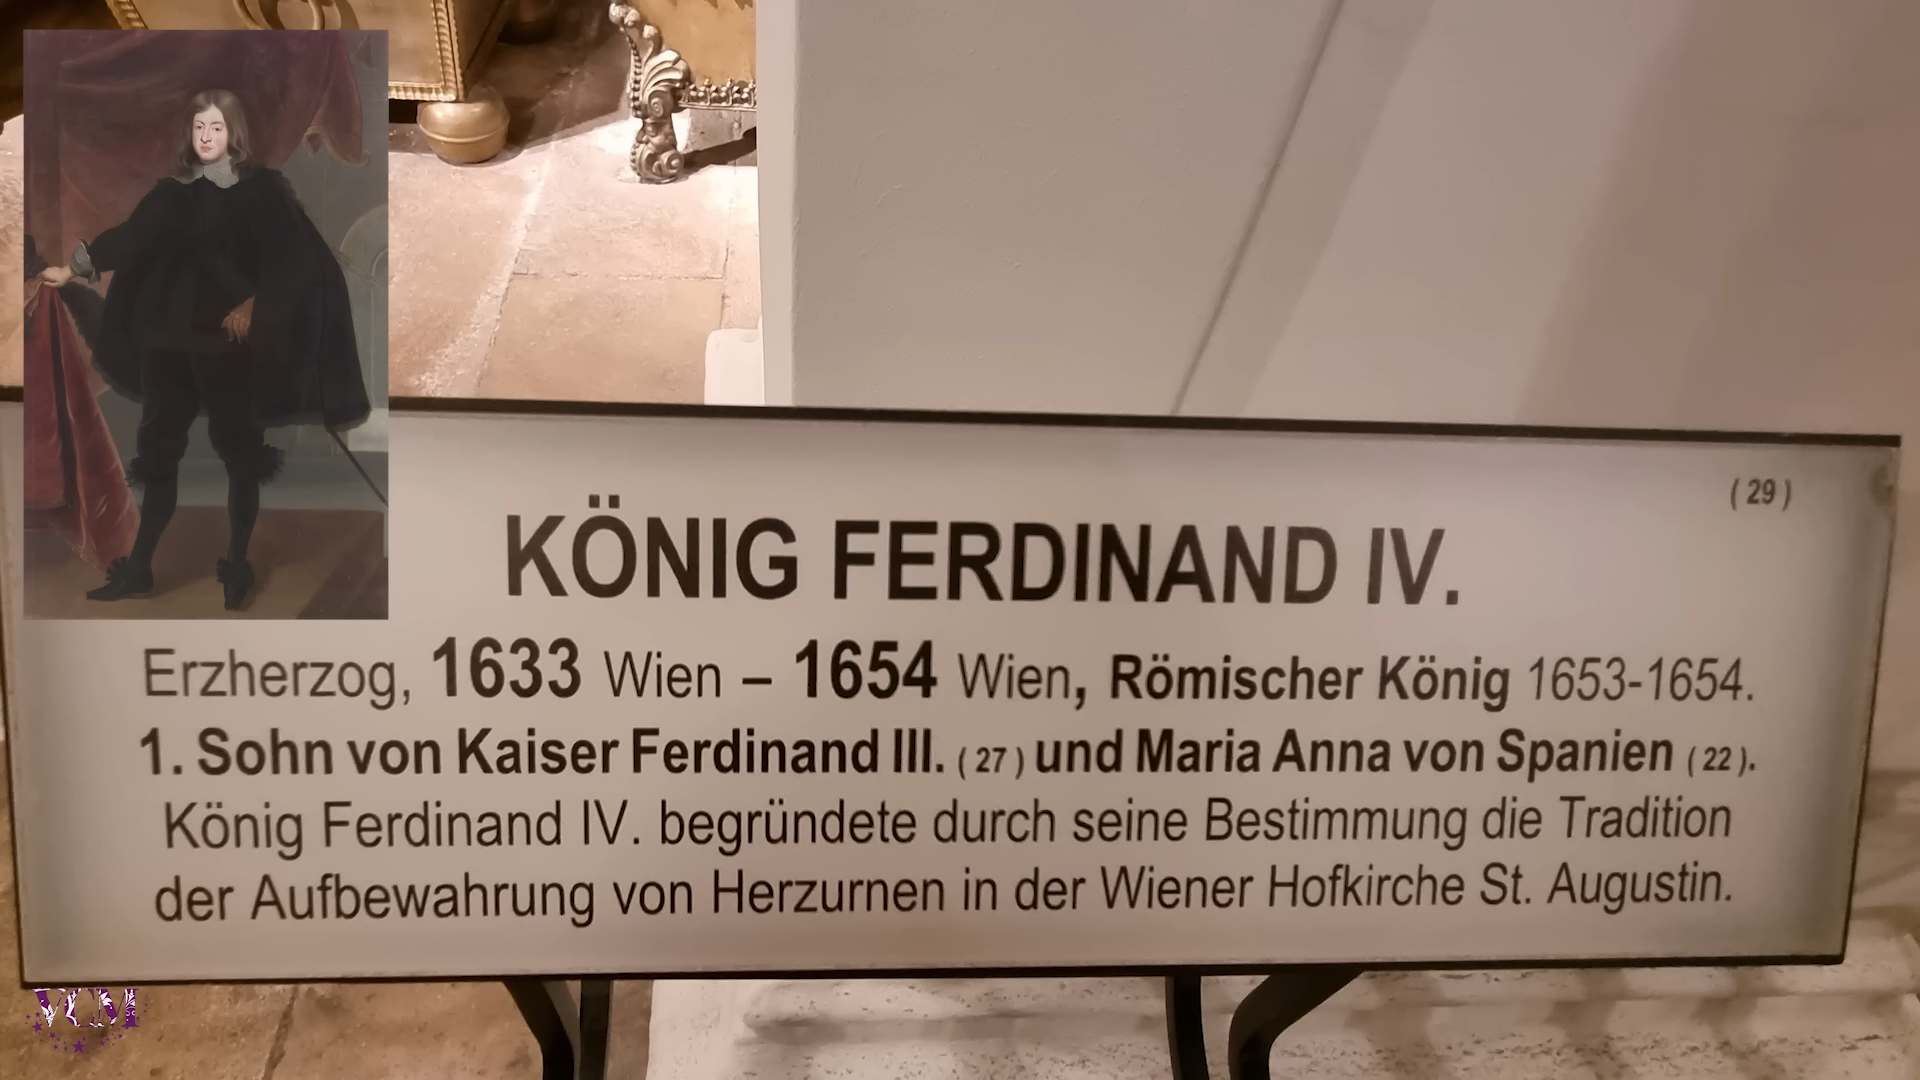 ( 29 )
KÖNIG FERDINAND IV.
Erzherzog, 1633 Wien – 1654 Wien, Römischer König 1653-1654.
1. Sohn von Kaiser Ferdinand III. ( 27 ) und Maria Anna von Spanien ( 22 ).
König Ferdinand IV. begründete durch seine Bestimmung die Tradition
der Aufbewahrung von Herzurnen in der Wiener Hofkirche St. Augustin.
VCM